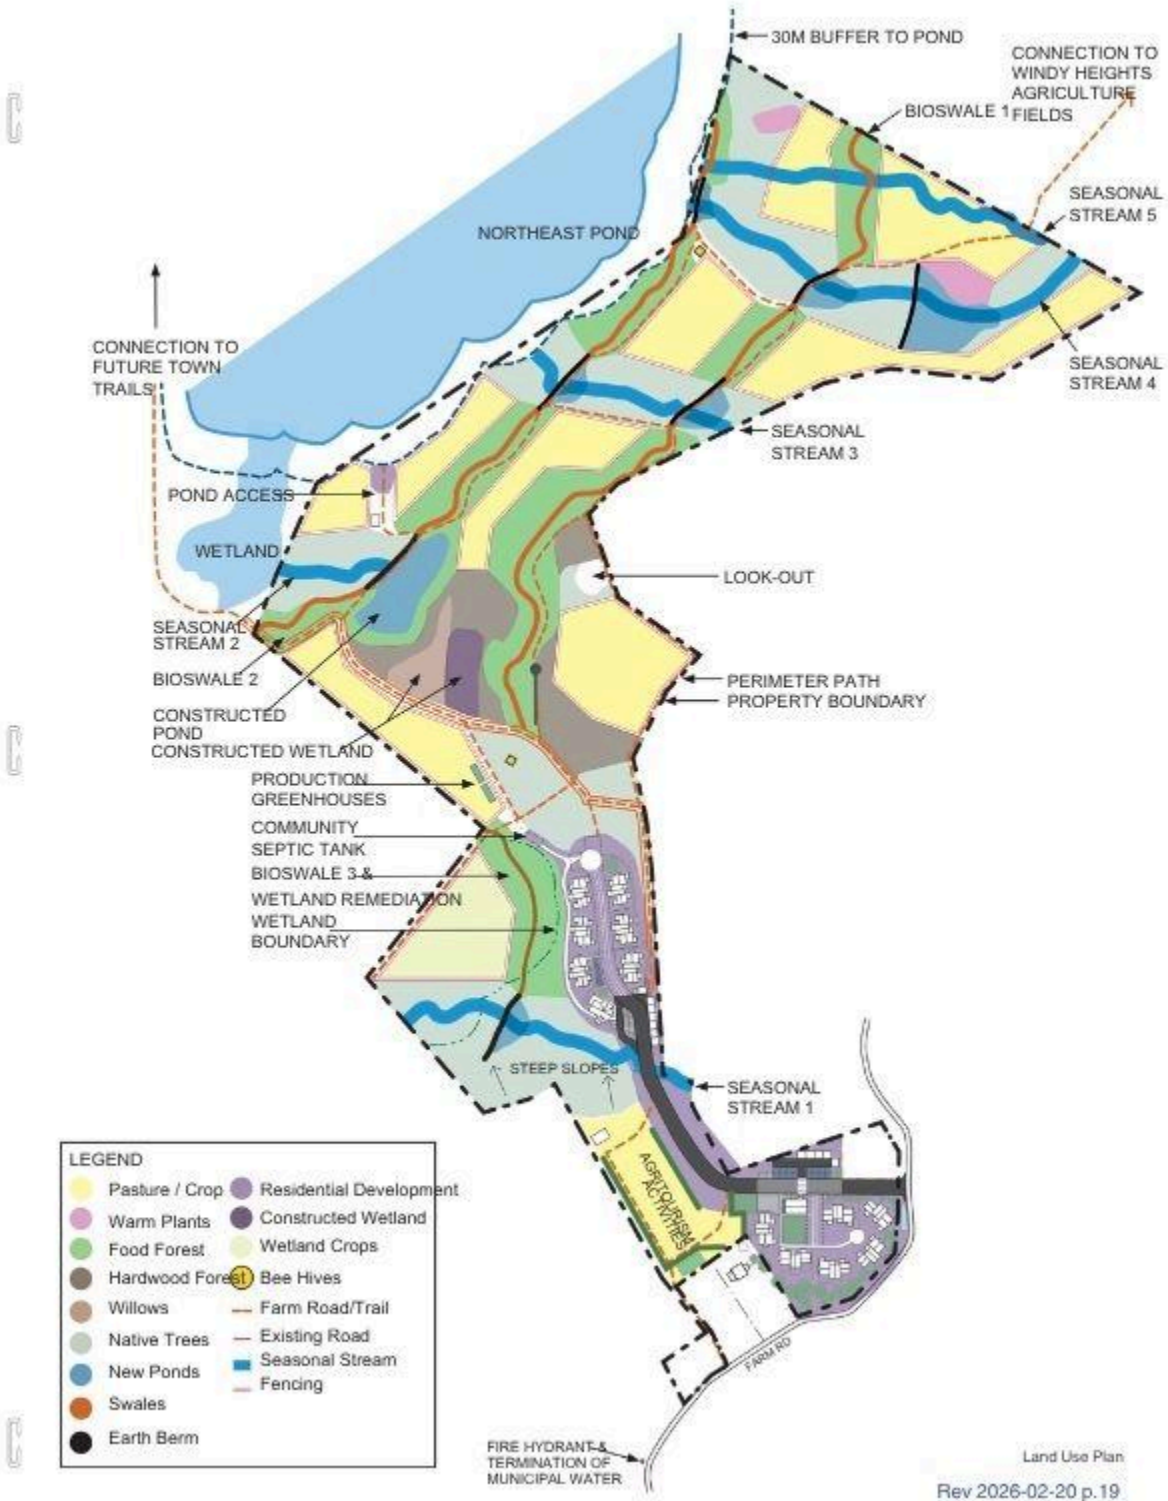 30M BUFFER TO POND
CONNECTION TO
WINDY HEIGHTS
AGRICULTURE
FIELDS
BIOSWALE 1
SEASONAL
STREAM 5
NORTHEAST POND
CONNECTION TO
FUTURE TOWN
TRAILS
SEASONAL
STREAM 4
SEASONAL
STREAM 3
POND ACCESS
WETLAND
LOOK-OUT
SEASONAL
STREAM 2
BIOSWALE 2
PERIMETER PATH
PROPERTY BOUNDARY
CONSTRUCTED
POND
CONSTRUCTED WETLAND
PRODUCTION
GREENHOUSES
COMMUNITY
SEPTIC TANK
BIOSWALE 3 &
WETLAND REMEDIATION
WETLAND
BOUNDARY
STEEP SLOPES
SEASONAL
STREAM 1
AGRITOURISM
ACTIVITIES
LEGEND
Pasture / Crop
Warm Plants
Food Forest
Hardwood Forest
Willows
Native Trees
New Ponds
Swales
Earth Berm
Residential Development
Constructed Wetland
Wetland Crops
Bee Hives
Farm Road/Trail
Existing Road
Seasonal Stream
Fencing
FARM RD
FIRE HYDRANT &
TERMINATION OF
MUNICIPAL WATER
Land Use Plan
Rev 2026-02-20 p.19